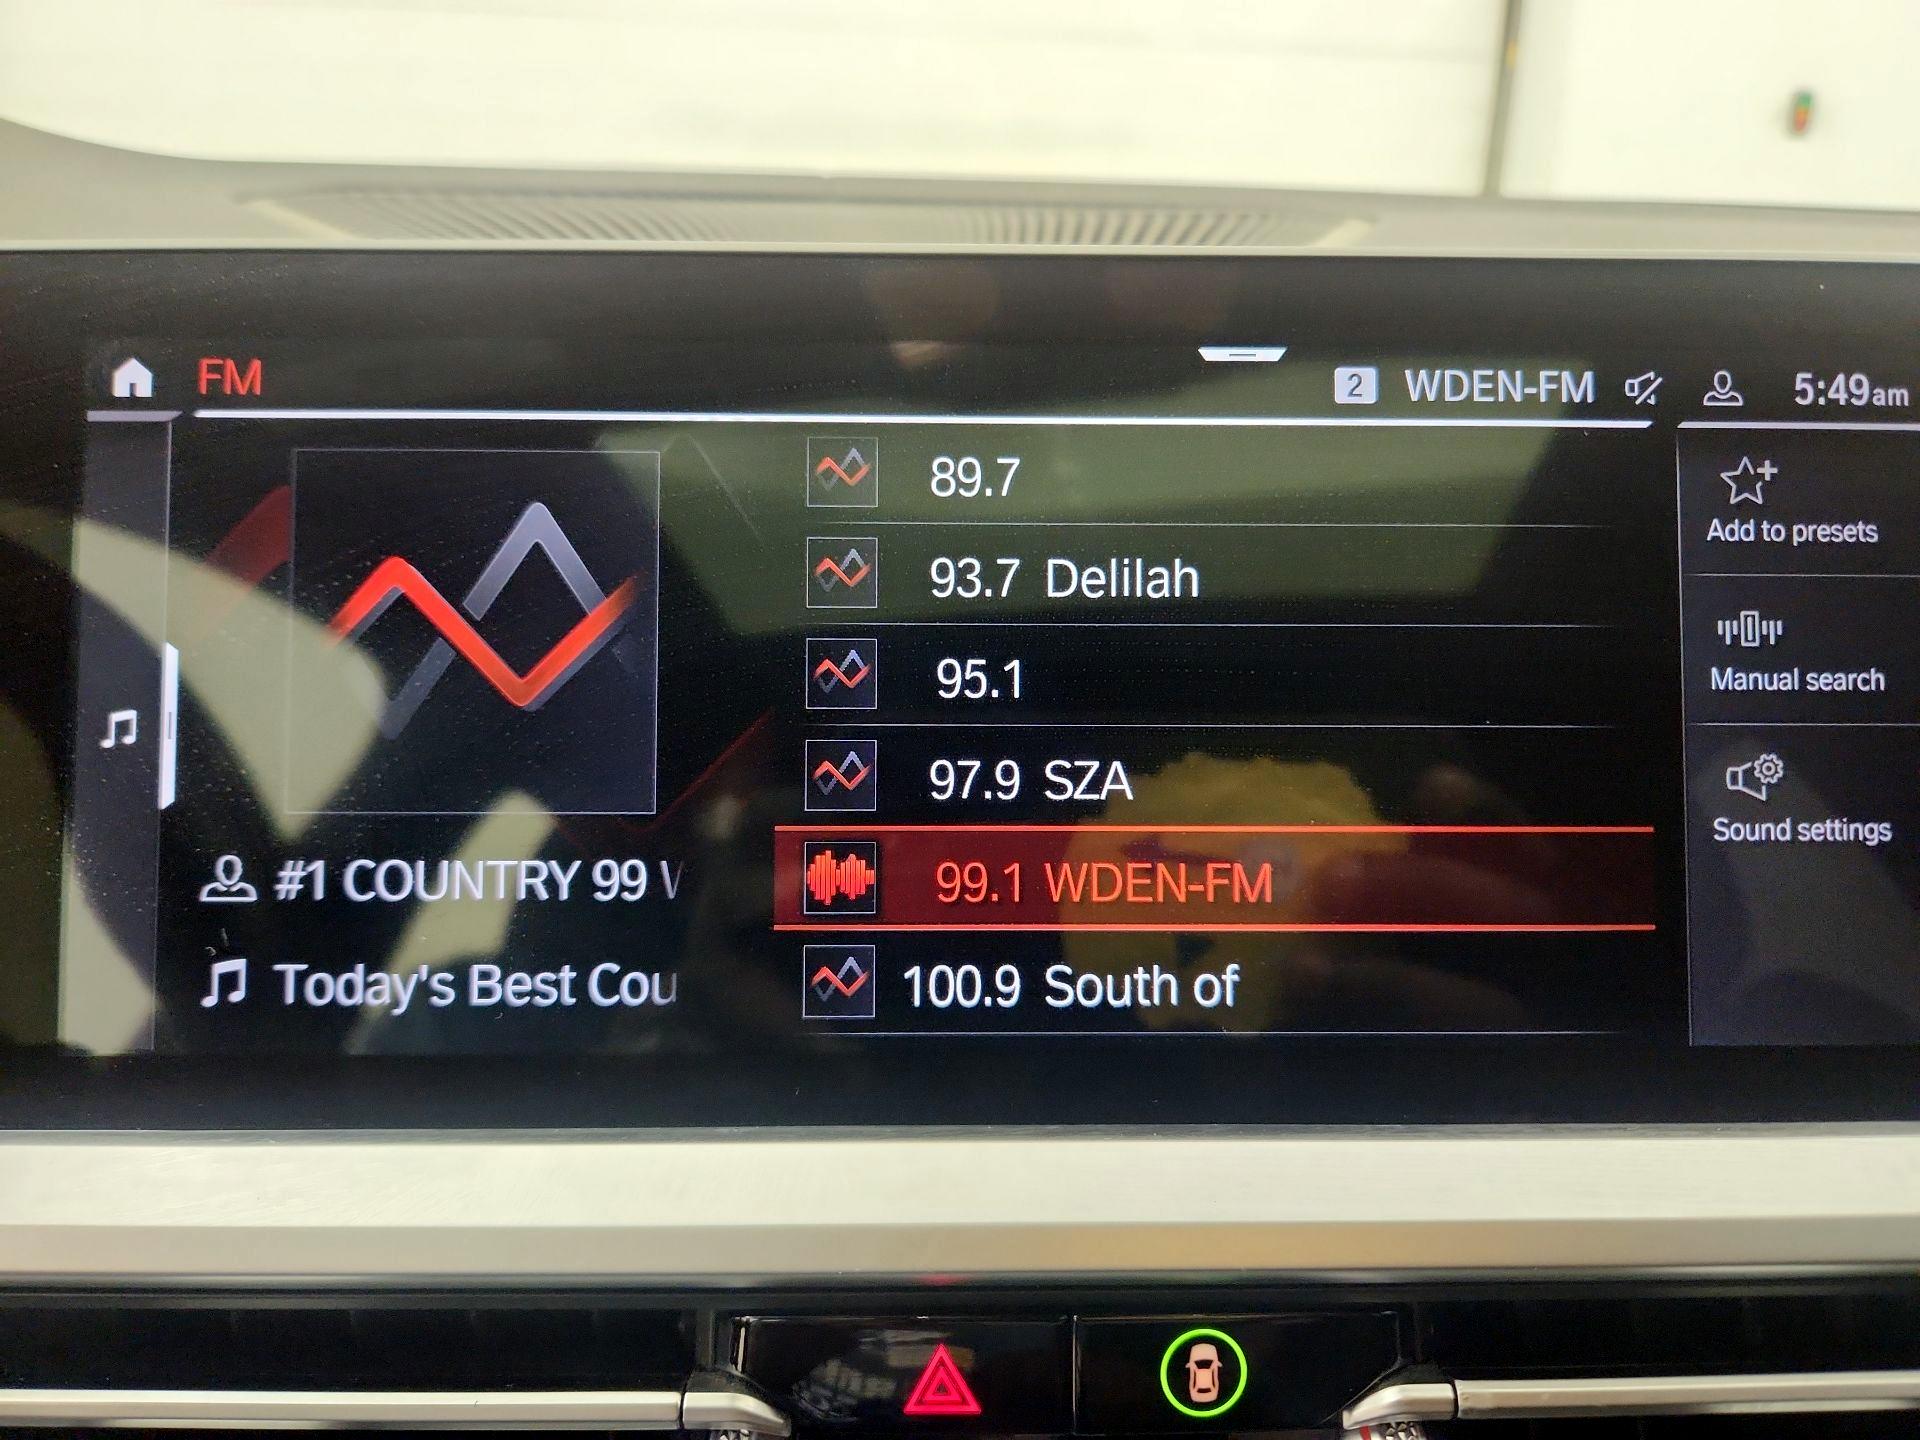 FM
2 WDEN-FM
5:49am
89.7
93.7 Delilah
95.1
97.9 SZA
99.1 WDEN-FM
100.9 South of
#1 COUNTRY 99
Today's Best Cou
Add to presets
Manual search
Sound settings